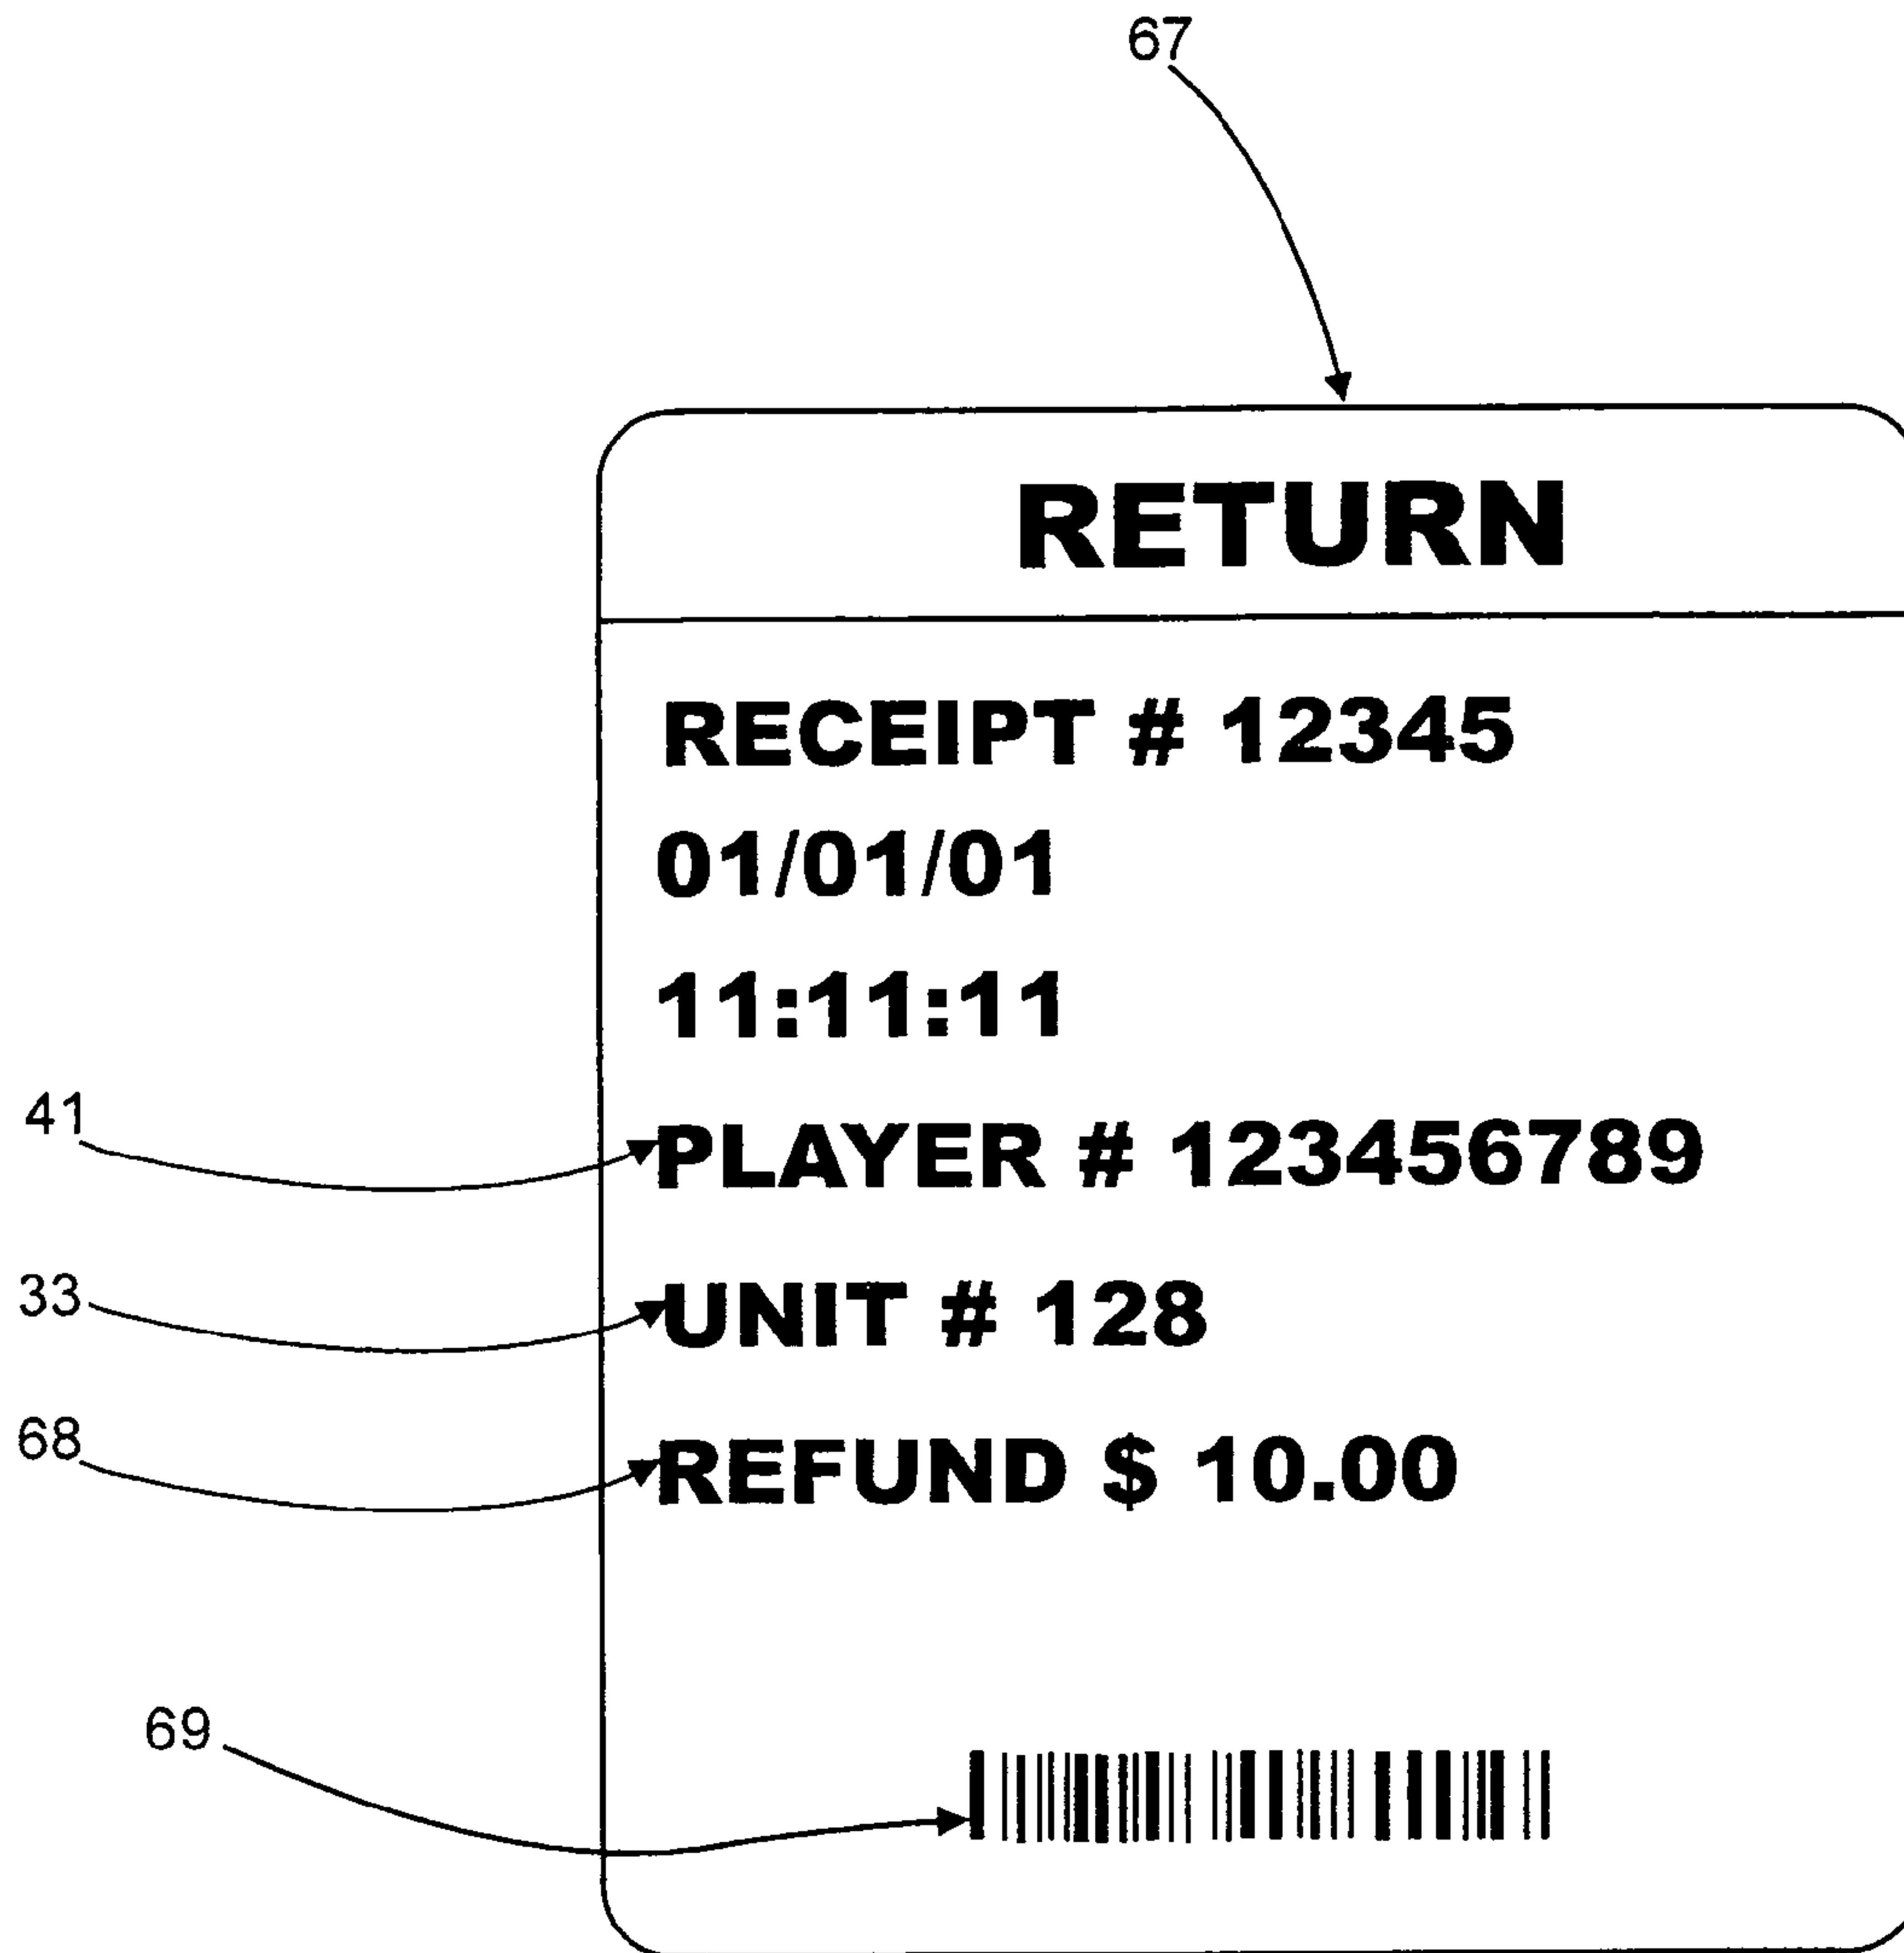 67
RETURN
RECEIPT # 12345
01/01/01
11:11:11
41
PLAYER # 123456789
33
UNIT # 128
68
REFUND $ 10.00
69